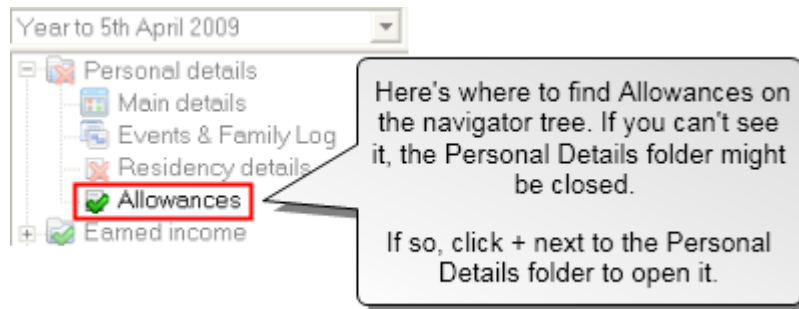 Year to 5th April 2009
Personal details
Main details
Events & Family Log
Residency details
Allowances
Earned income
Here's where to find Allowances on
the navigator tree. If you can't see
it, the Personal Details folder might
be closed.
If so, click + next to the Personal
Details folder to open it.